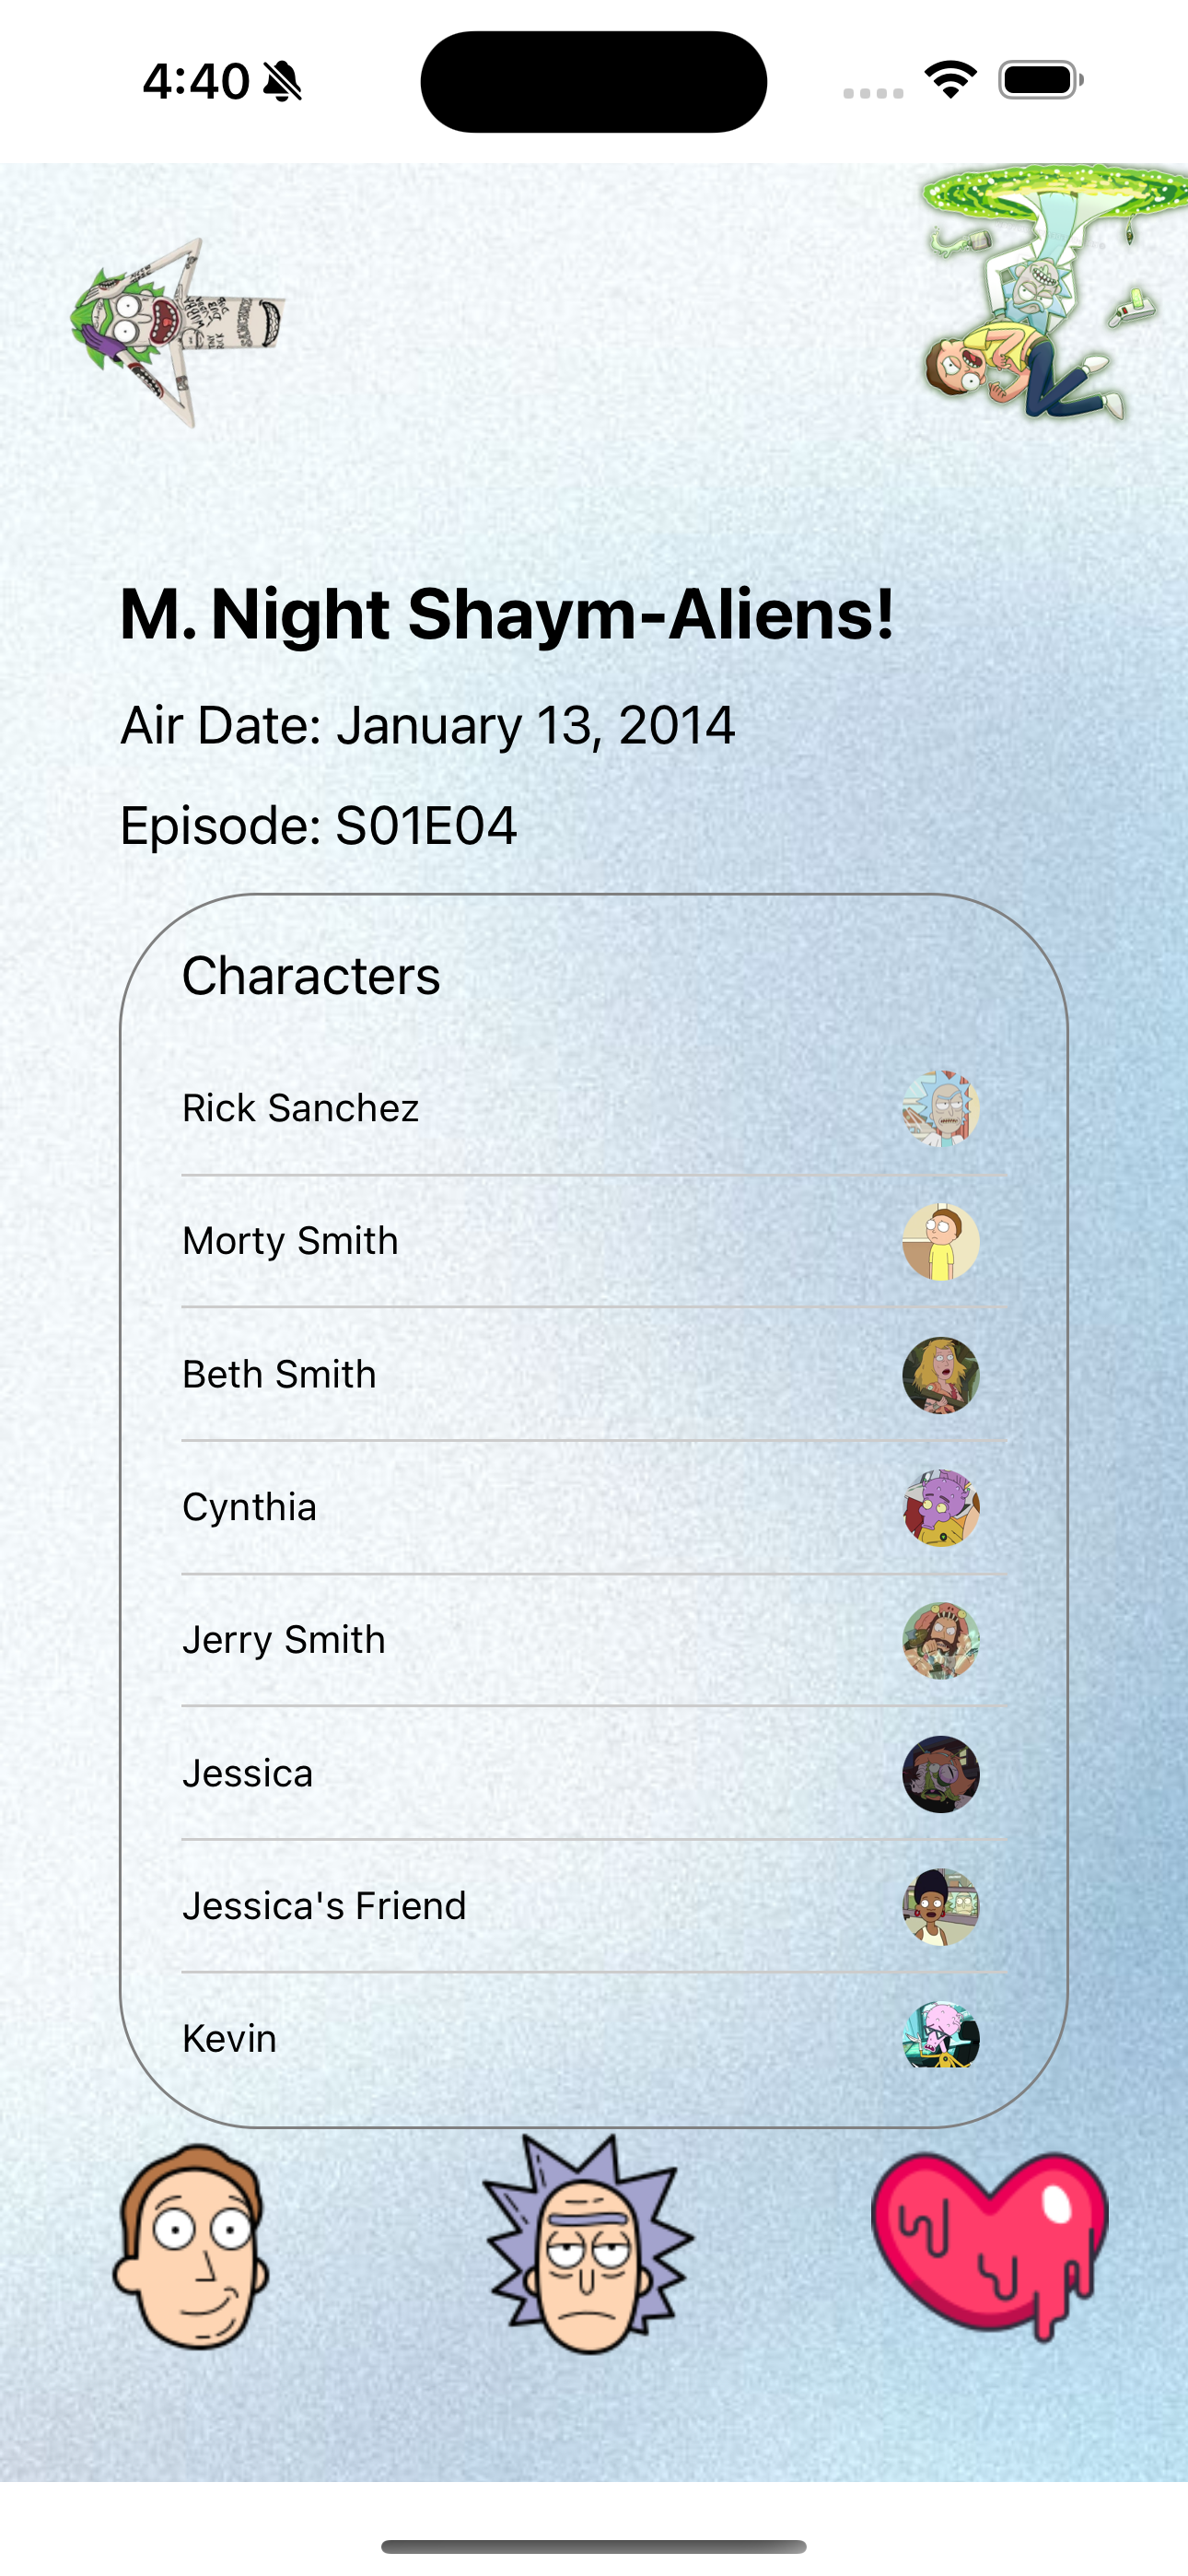 4:40
M. Night Shaym-Aliens!
Air Date: January 13, 2014
Episode: S01E04
Characters
Rick Sanchez
Morty Smith
Beth Smith
Cynthia
Jerry Smith
Jessica
Jessica's Friend
Kevin